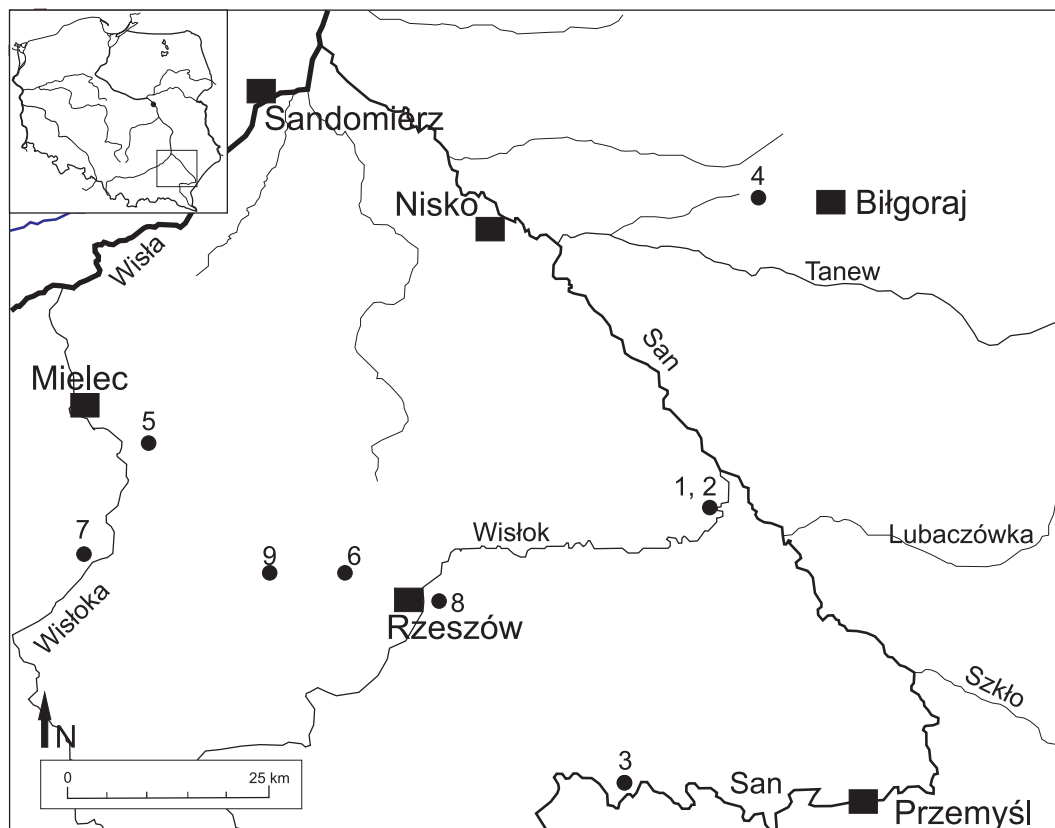 Sandomierz
4
Nisko
Biłgoraj
Wisła
Tanew
San
Mielec
5
1, 2
7
Wisłok
Lubaczówka
9
6
8
Rzeszów
Wisłoka
Szkło
N
0
25 km
3
San
Przemyśl